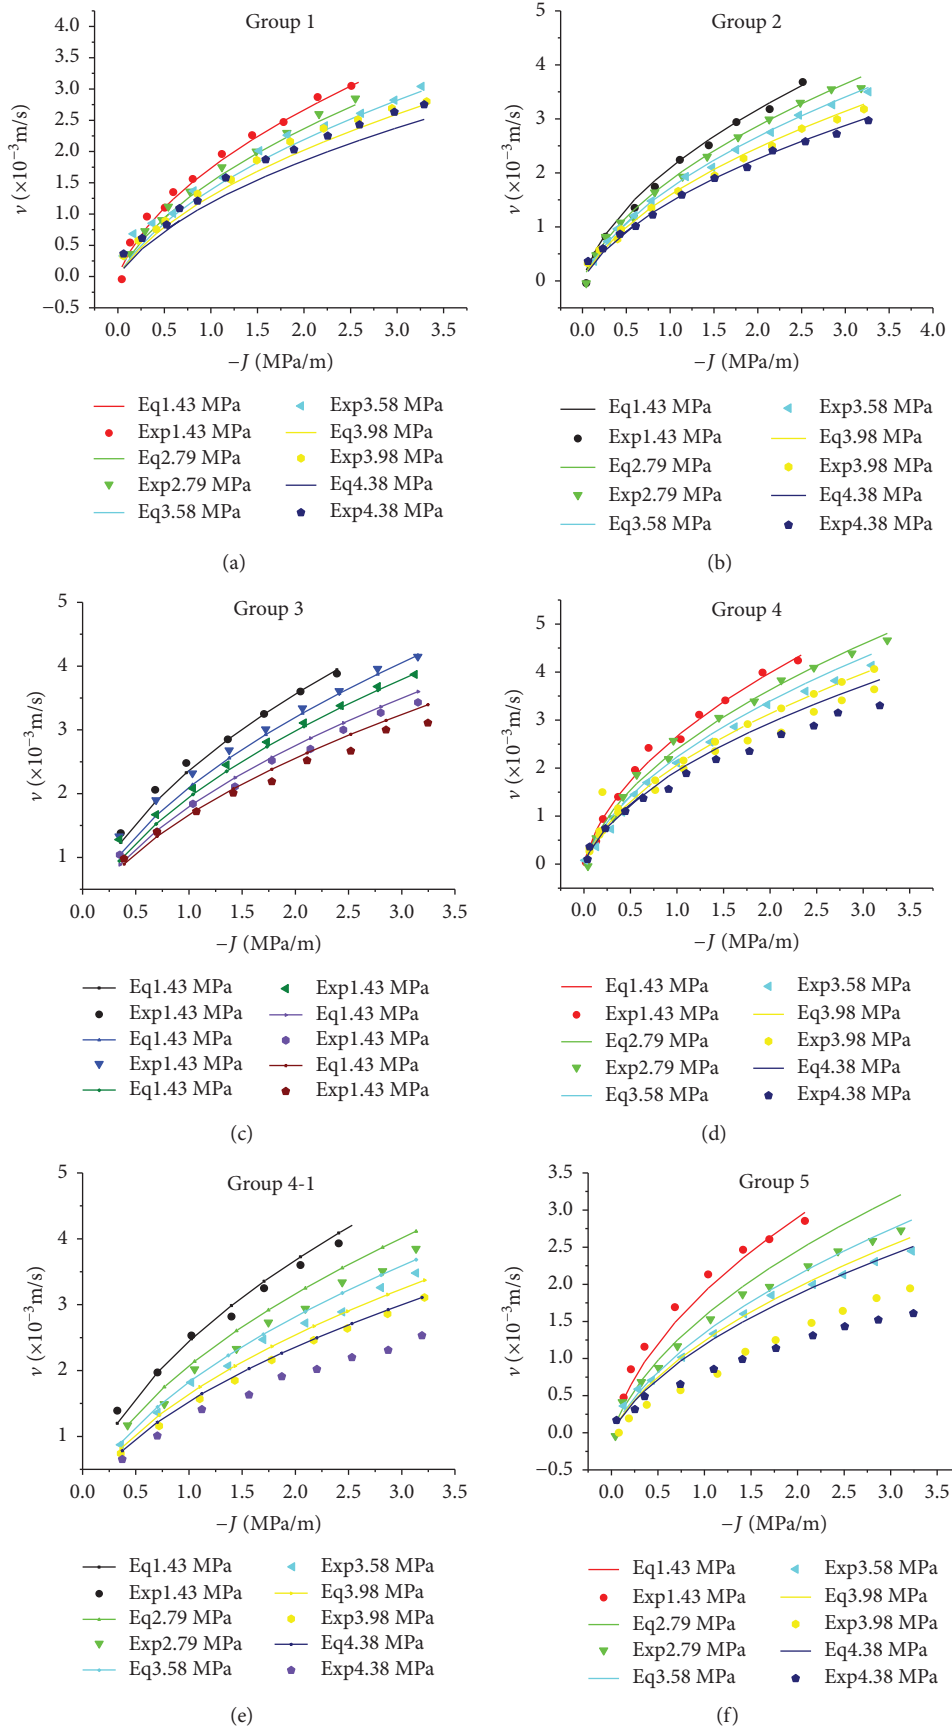 Group 1
4.0
3.5
3.0
2.5
2.0
1.5
1.0
0.5
0.0
−0.5
ν (×10−3m/s)
0.0 0.5 1.0 1.5 2.0 2.5 3.0 3.5
−J (MPa/m)
Eq1.43 MPa
Exp1.43 MPa
Eq2.79 MPa
Exp2.79 MPa
Eq3.58 MPa
Exp3.58 MPa
Eq3.98 MPa
Exp3.98 MPa
Eq4.38 MPa
Exp4.38 MPa
(a)
Group 2
5
4
3
2
1
0
ν (×10−3m/s)
0.0 0.5 1.0 1.5 2.0 2.5 3.0 3.5 4.0
−J (MPa/m)
Eq1.43 MPa
Exp1.43 MPa
Eq2.79 MPa
Exp2.79 MPa
Eq3.58 MPa
Exp3.58 MPa
Eq3.98 MPa
Exp3.98 MPa
Eq4.38 MPa
Exp4.38 MPa
(b)
Group 3
5
4
3
2
1
ν (×10−3m/s)
0.0 0.5 1.0 1.5 2.0 2.5 3.0 3.5
−J (MPa/m)
Eq1.43 MPa
Exp1.43 MPa
Eq1.43 MPa
Exp1.43 MPa
Eq1.43 MPa
Exp1.43 MPa
Eq1.43 MPa
Exp1.43 MPa
Eq1.43 MPa
Exp1.43 MPa
(c)
Group 4
5
4
3
2
1
0
ν (×10−3m/s)
0.0 0.5 1.0 1.5 2.0 2.5 3.0 3.5
−J (MPa/m)
Eq1.43 MPa
Exp1.43 MPa
Eq2.79 MPa
Exp2.79 MPa
Eq3.58 MPa
Exp3.58 MPa
Eq3.98 MPa
Exp3.98 MPa
Eq4.38 MPa
Exp4.38 MPa
(d)
Group 4-1
5
4
3
2
1
ν (×10−3m/s)
0.0 0.5 1.0 1.5 2.0 2.5 3.0 3.5
−J (MPa/m)
Eq1.43 MPa
Exp1.43 MPa
Eq2.79 MPa
Exp2.79 MPa
Eq3.58 MPa
Exp3.58 MPa
Eq3.98 MPa
Exp3.98 MPa
Eq4.38 MPa
Exp4.38 MPa
(e)
Group 5
3.5
3.0
2.5
2.0
1.5
1.0
0.5
0.0
−0.5
ν (×10−3m/s)
0.0 0.5 1.0 1.5 2.0 2.5 3.0 3.5
−J (MPa/m)
Eq1.43 MPa
Exp1.43 MPa
Eq2.79 MPa
Exp2.79 MPa
Eq3.58 MPa
Exp3.58 MPa
Eq3.98 MPa
Exp3.98 MPa
Eq4.38 MPa
Exp4.38 MPa
(f)